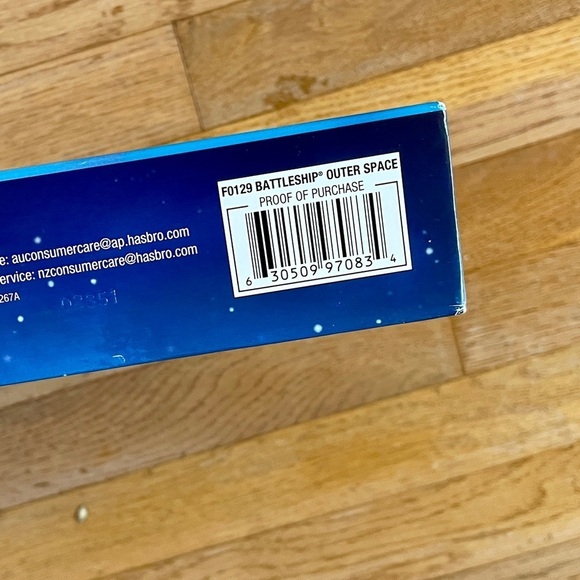 F0129 BATTLESHIP® OUTER SPACE
PROOF OF PURCHASE
6 30509 97083 4
e: auconsumercare@ap.hasbro.com
ervice: nzconsumercare@hasbro.com
267A